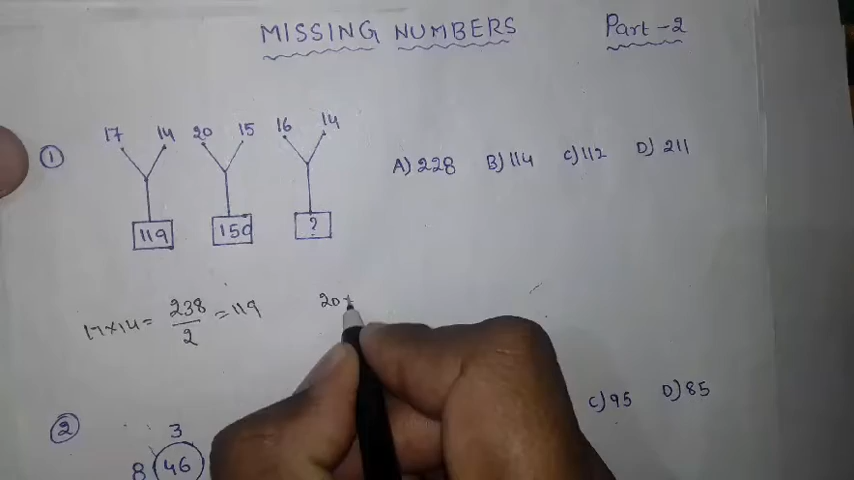 MISSING NUMBERS Part-2
17 14 20 15 16 14
① A) 228 B) 114 C) 112 D) 211
119 150 ?
17×14 = 238/2 = 119 20
② C) 95 D) 85
3
8 46